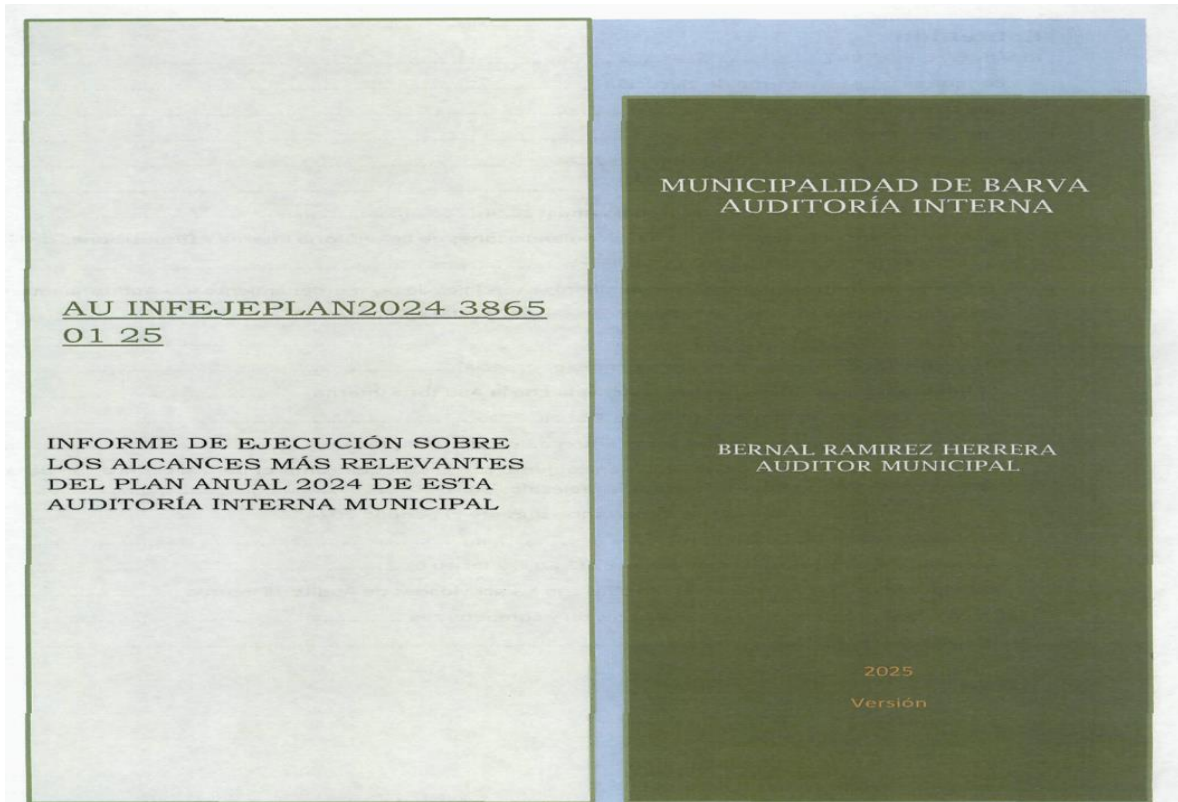 AU INFEJEPLAN2024 3865
01 25
INFORME DE EJECUCIÓN SOBRE
LOS ALCANCES MÁS RELEVANTES
DEL PLAN ANUAL 2024 DE ESTA
AUDITORÍA INTERNA MUNICIPAL
MUNICIPALIDAD DE BARVA
AUDITORÍA INTERNA
BERNAL RAMIREZ HERRERA
AUDITOR MUNICIPAL
2025
Versión